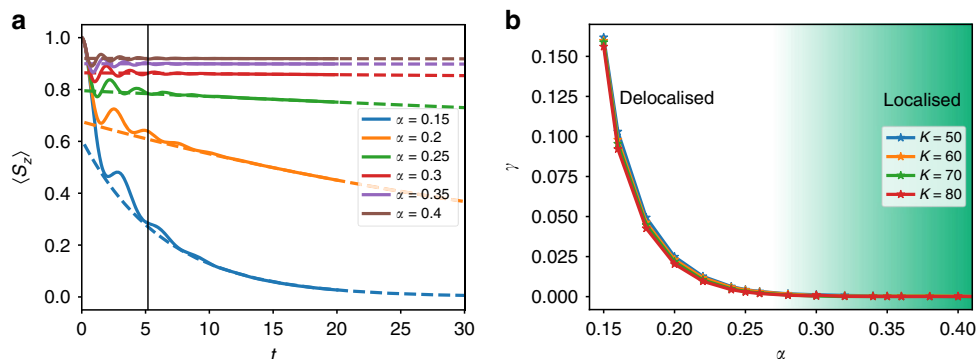 a
⟨S_z⟩
1.0
0.8
0.6
0.4
0.2
0.0
α = 0.15
α = 0.2
α = 0.25
α = 0.3
α = 0.35
α = 0.4
0 5 10 15 20 25 30
t
b
γ
0.150
0.125
0.100
0.075
0.050
0.025
0.000
Delocalised Localised
K = 50
K = 60
K = 70
K = 80
0.15 0.20 0.25 0.30 0.35 0.40
α